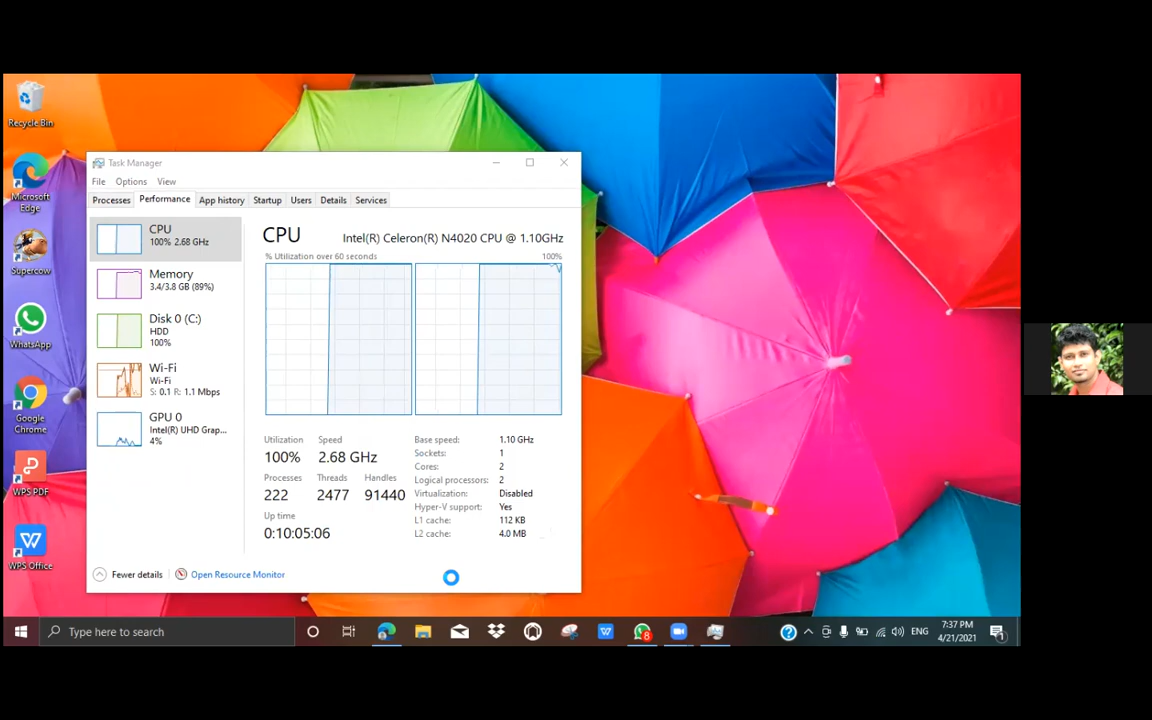 Recycle Bin
Microsoft
Edge
Supercow
WhatsApp
Google
Chrome
WPS PDF
WPS Office
Task Manager
File Options View
Processes Performance App history Startup Users Details Services
CPU
100% 2.68 GHz
Memory
3.4/3.8 GB (89%)
Disk 0 (C:)
HDD
100%
Wi-Fi
Wi-Fi
S: 0.1 R: 1.1 Mbps
GPU 0
Intel(R) UHD Grap...
4%
CPU Intel(R) Celeron(R) N4020 CPU @ 1.10GHz
% Utilization over 60 seconds 100%
Utilization Speed
100% 2.68 GHz
Processes Threads Handles
222 2477 91440
Up time
0:10:05:06
Base speed: 1.10 GHz
Sockets: 1
Cores: 2
Logical processors: 2
Virtualization: Disabled
Hyper-V support: Yes
L1 cache: 112 KB
L2 cache: 4.0 MB
Fewer details Open Resource Monitor
Type here to search
8
ENG
7:37 PM
4/21/2021
1